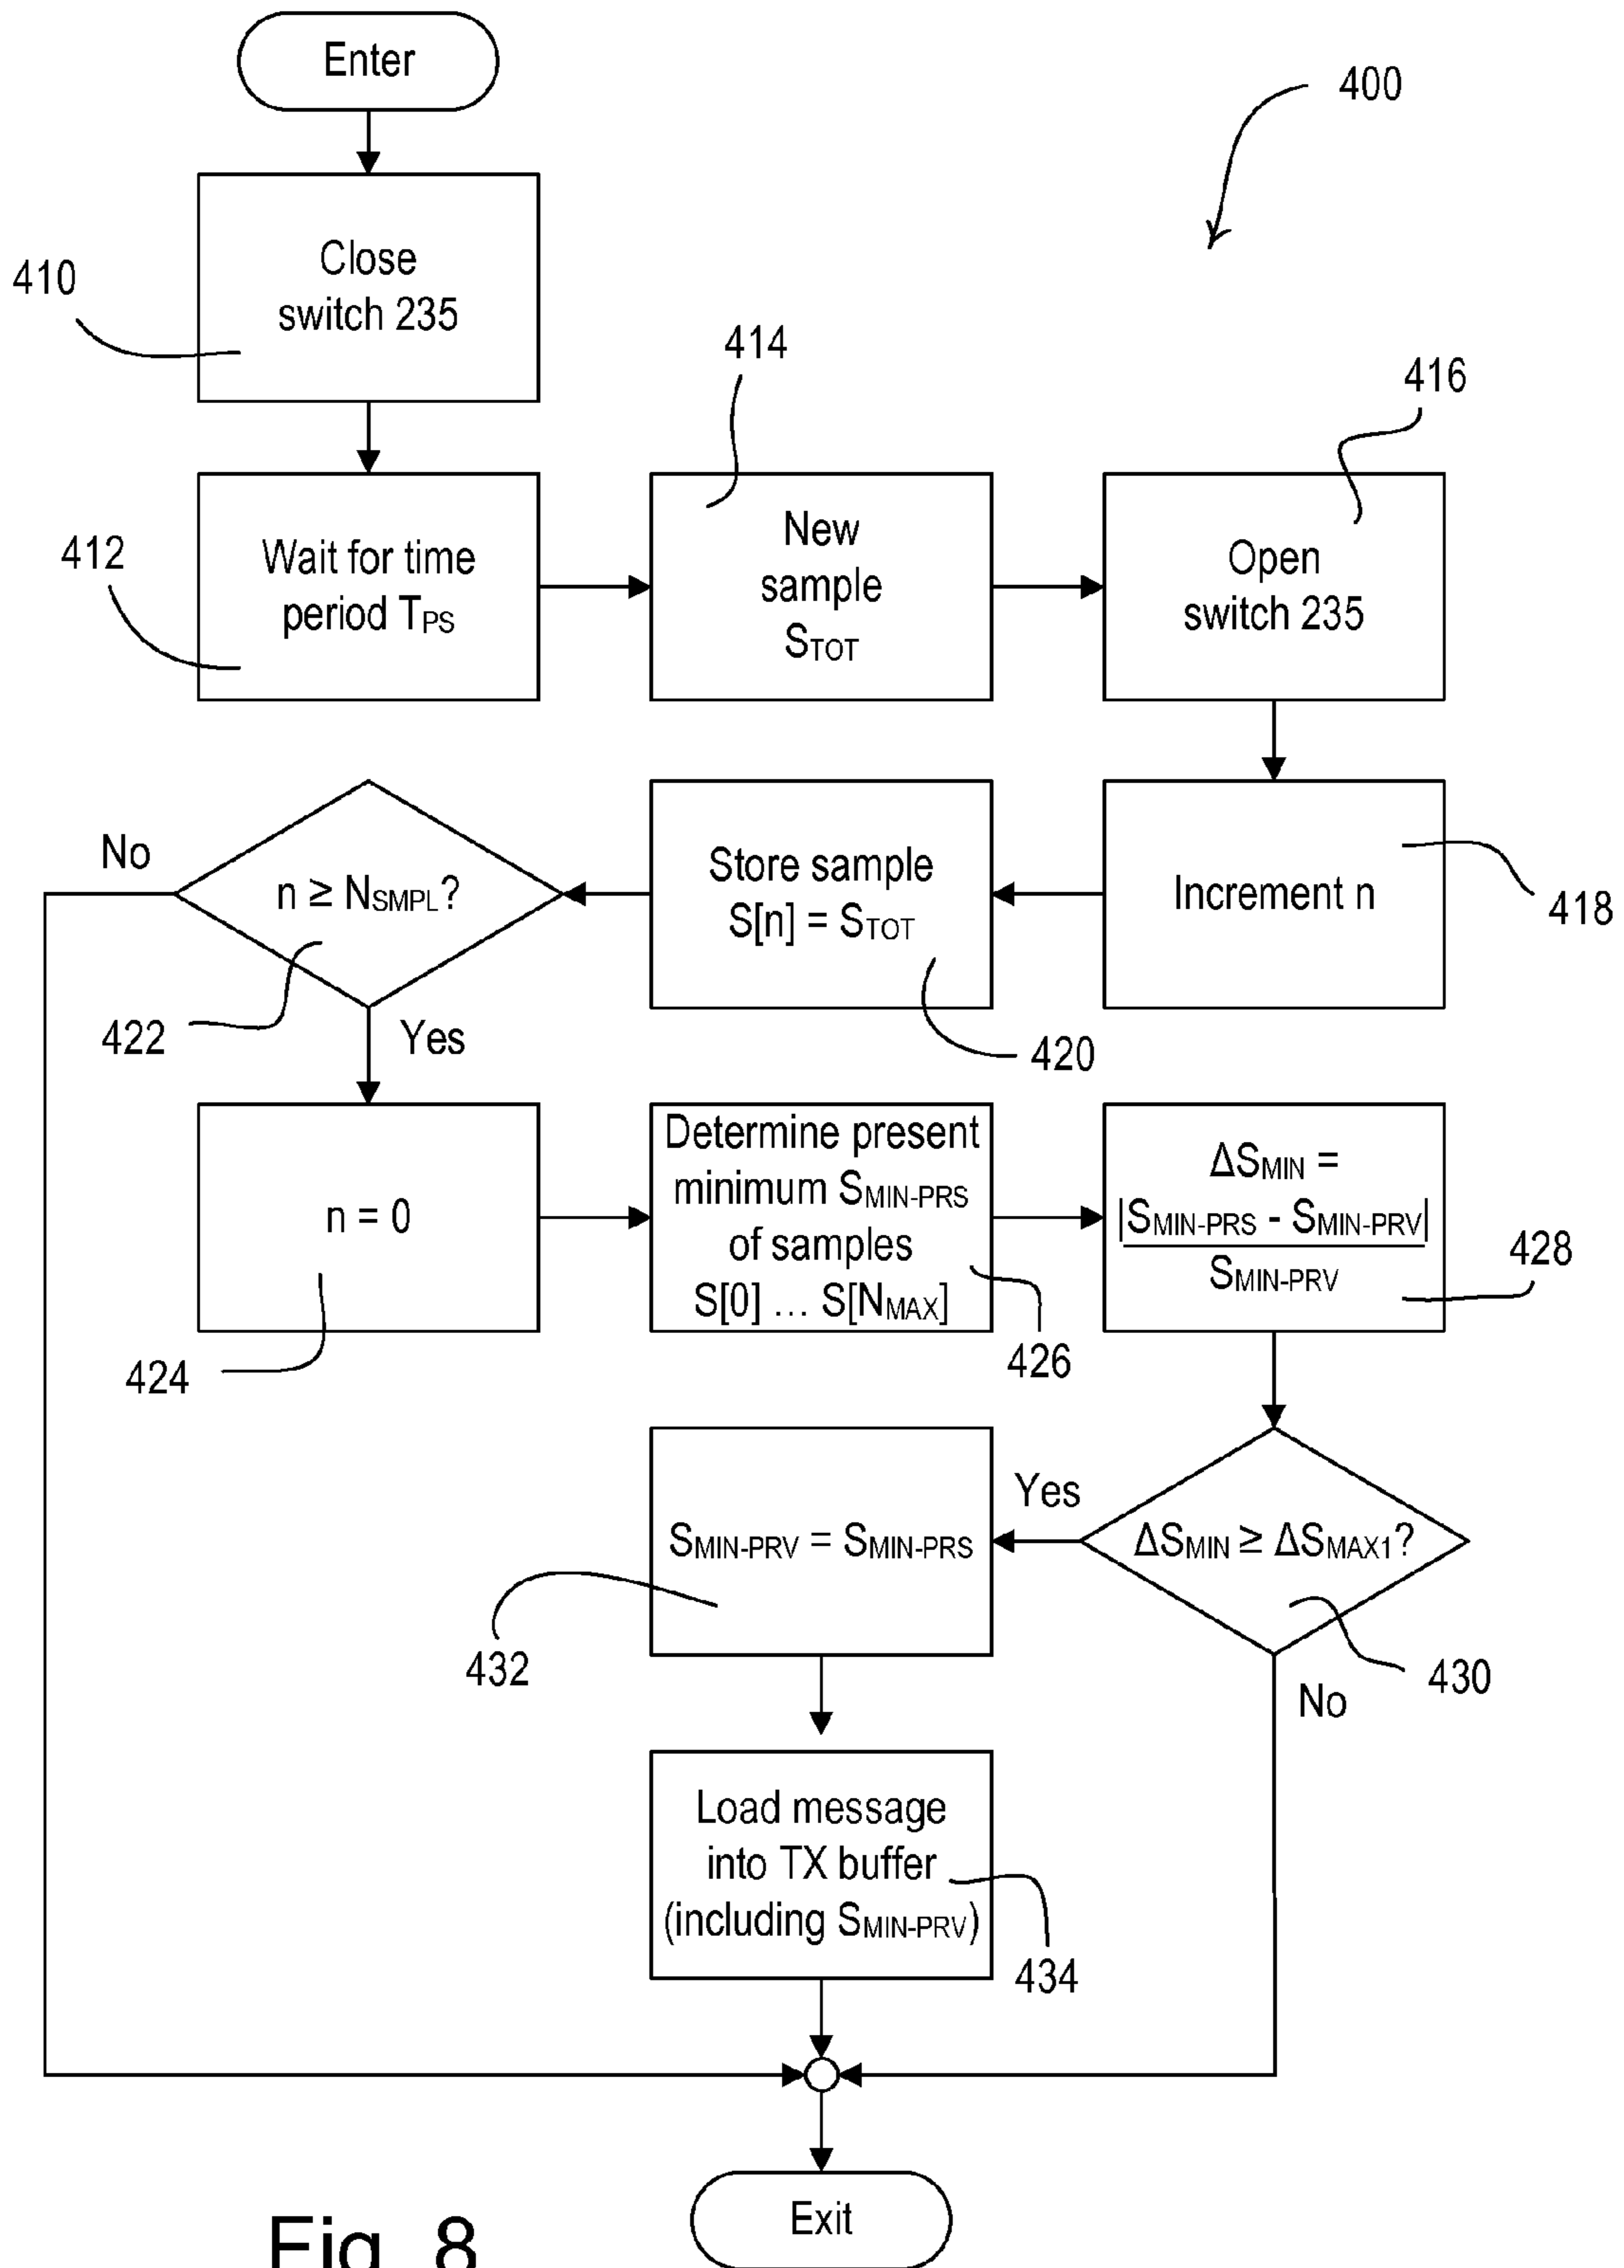 Enter
400
Close
switch 235
410
414
416
Wait for time
period TPS
412
New
sample
STOT
Open
switch 235
No
n ≥ NSMPL?
422
Yes
Store sample
S[n] = STOT
420
Increment n
418
n = 0
424
Determine present
minimum SMIN-PRS
of samples
S[0] ... S[NMAX]
426
ΔSMIN =
|SMIN-PRS - SMIN-PRV|
SMIN-PRV
428
SMIN-PRV = SMIN-PRS
432
Yes
ΔSMIN ≥ ΔSMAX1?
430
No
Load message
into TX buffer
(including SMIN-PRV)
434
Exit
Fig. 8